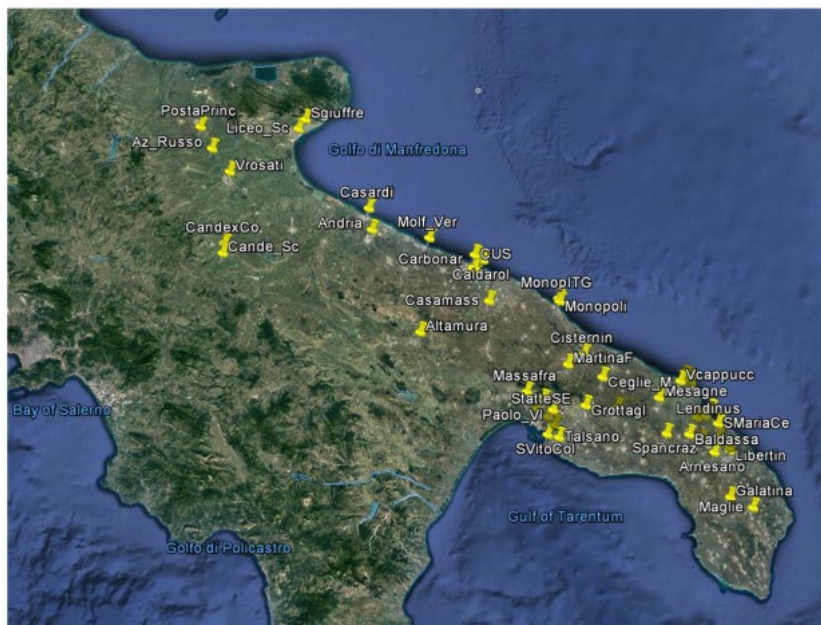 PostaPrinc
Sgiuffre
Liceo_Sc
Az_Russo
Golfo di Manfredona
Vrosati
Casardi
Andria
Molf_Ver
CandexCo
Cande_Sc
Carbonar
CUS
Caldarol
MonoplTG
Casamass
Monopoli
Altamura
Cisternin
MartinaF
Massafra
Ceglie_M
Vcappucc
Mesagne
Bay of Salerno
StatteSE
Grottagl
Lendinus
Paolo_VI
SMariaCe
Talsano
Baldassa
SVitoCol
Spancraz
Libertin
Arnesano
Galatina
Maglie
Gulf of Tarentum
Golfo di Policastro